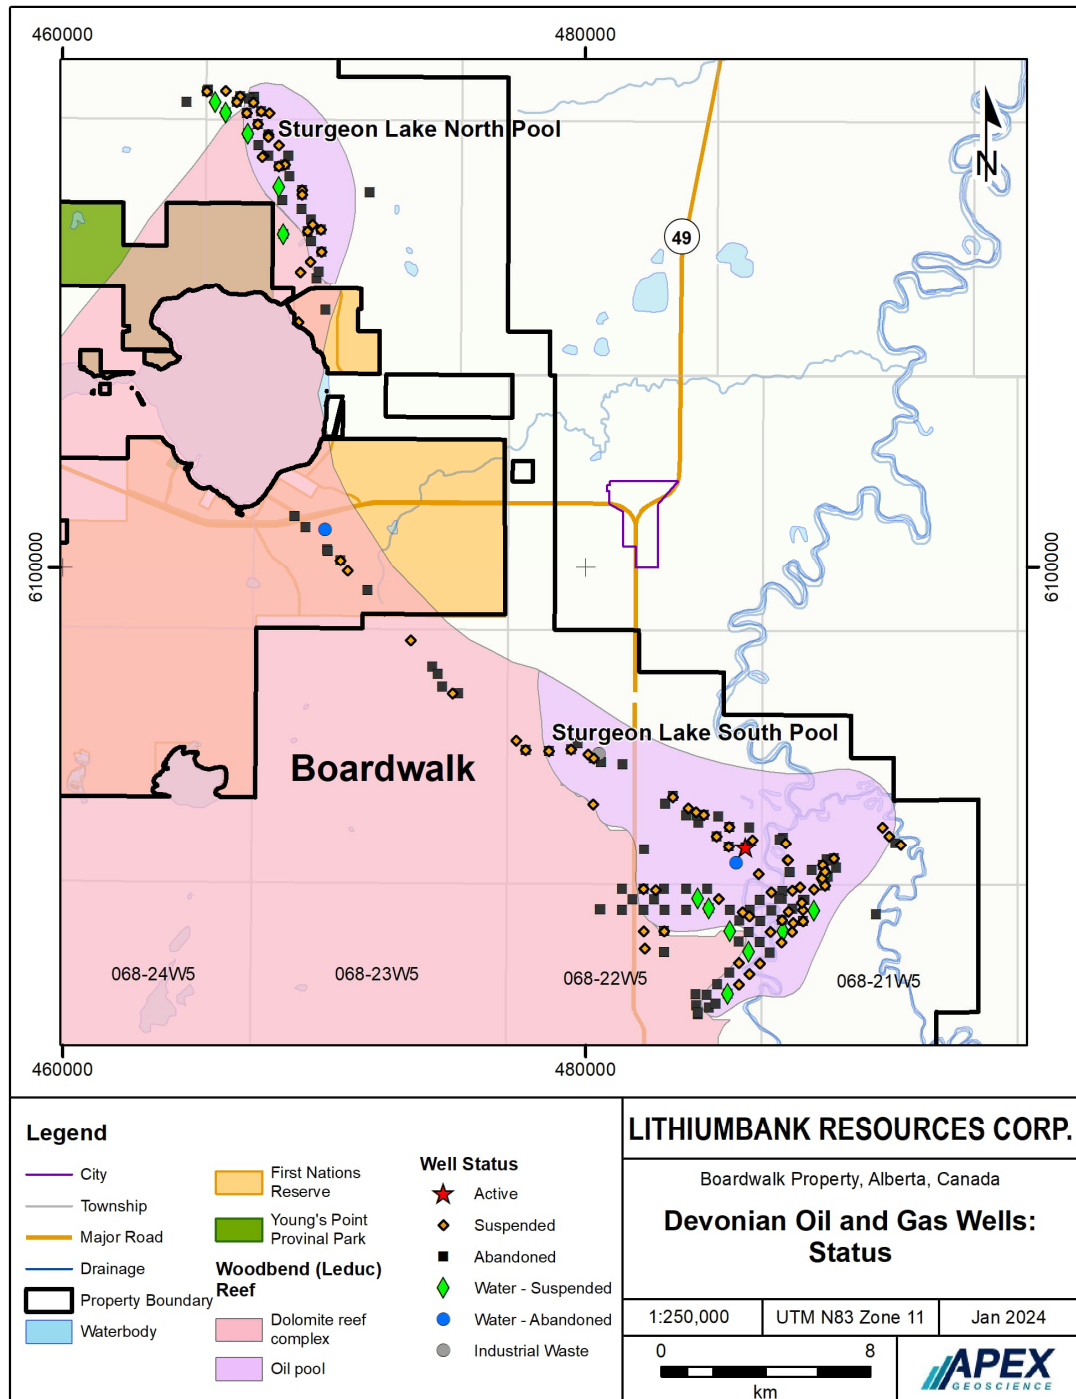 460000
480000
Sturgeon Lake North Pool
N
49
6100000
6100000
Sturgeon Lake South Pool
Boardwalk
068-24W5
068-23W5
068-22W5
068-21W5
460000
480000
Legend
City
Township
Major Road
Drainage
Property Boundary
Waterbody
First Nations
Reserve
Young's Point
Provinal Park
Woodbend (Leduc)
Reef
Dolomite reef
complex
Oil pool
Well Status
Active
Suspended
Abandoned
Water - Suspended
Water - Abandoned
Industrial Waste
LITHIUMBANK RESOURCES CORP.
Boardwalk Property, Alberta, Canada
Devonian Oil and Gas Wells:
Status
1:250,000
UTM N83 Zone 11
Jan 2024
0 8
km
APEX
GEOSCIENCE